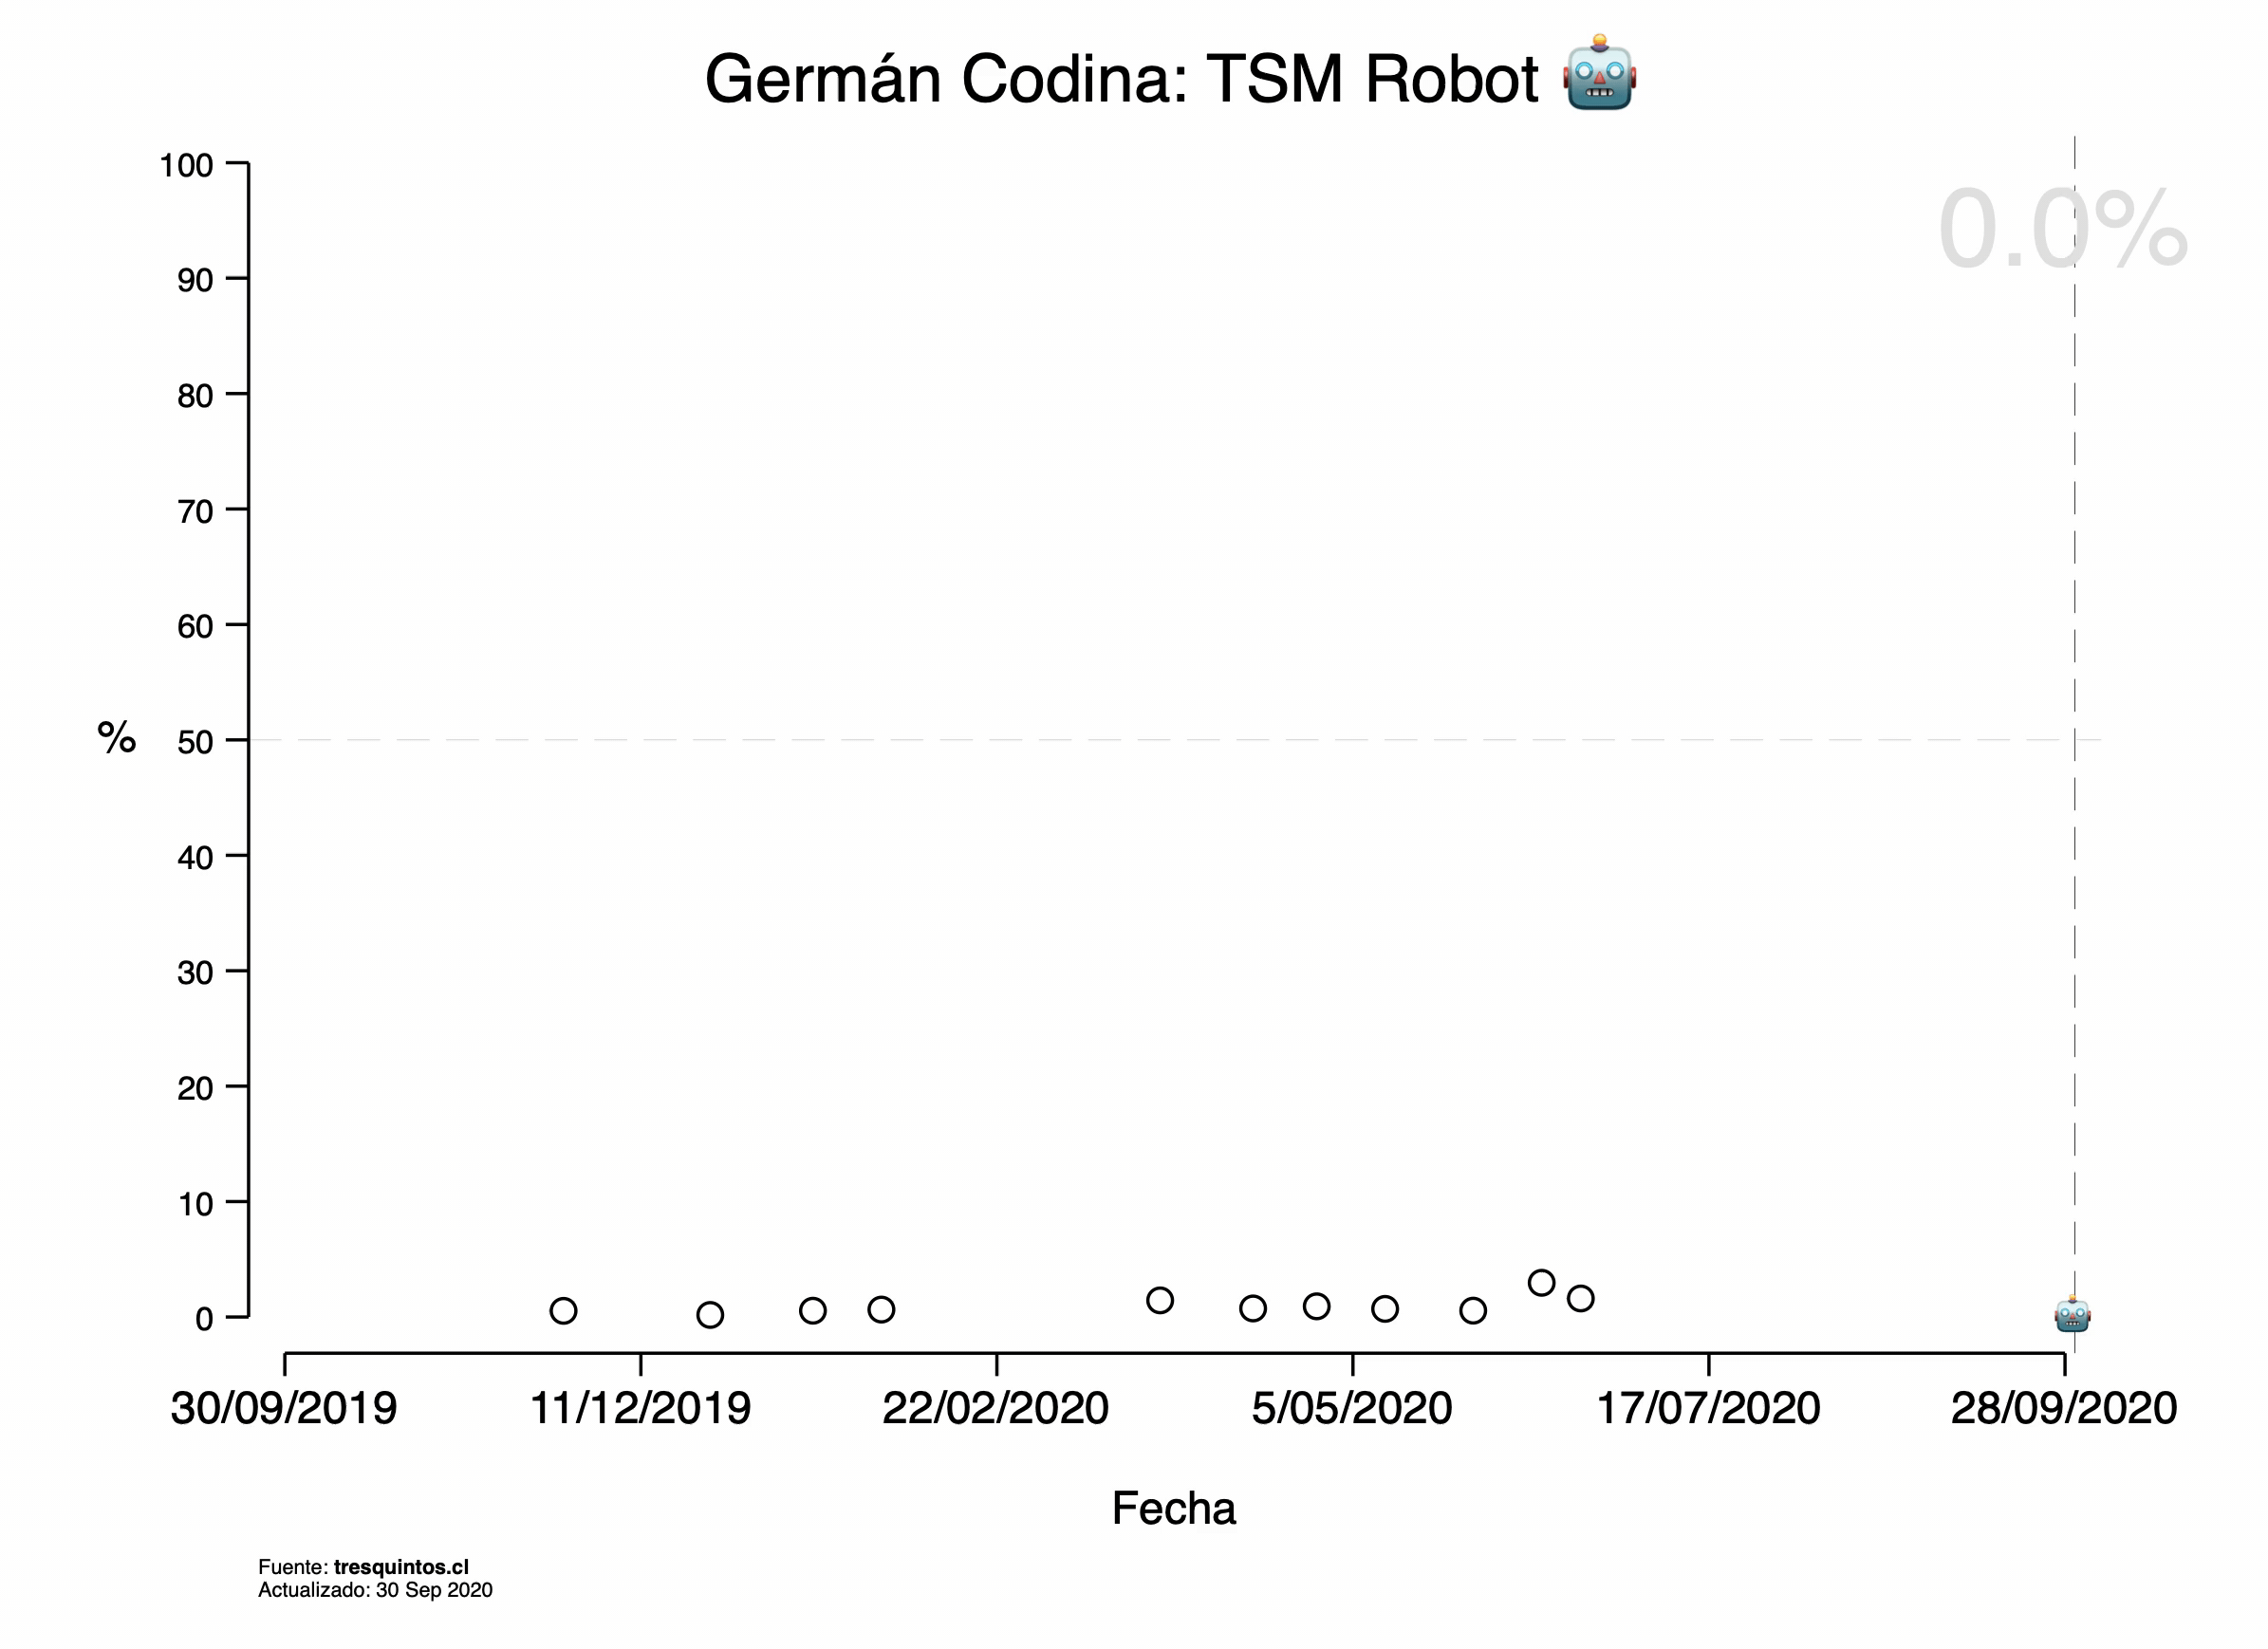 Germán Codina: TSM Robot 🤖
0.0%
100
90
80
70
60
50
40
30
20
10
0
%
30/09/2019 11/12/2019 22/02/2020 5/05/2020 17/07/2020 28/09/2020
Fecha
Fuente: tresquintos.cl
Actualizado: 30 Sep 2020